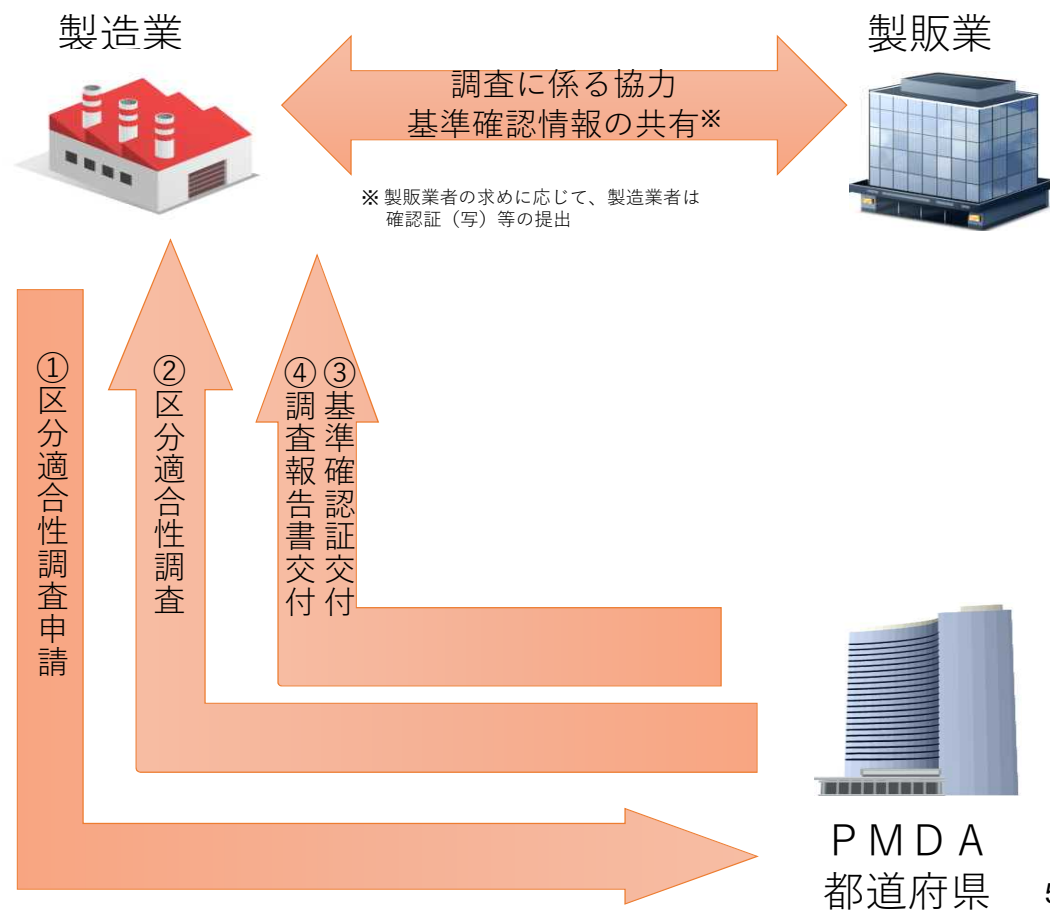 製造業
製販業
調査に係る協力
基準確認情報の共有※
※ 製販業者の求めに応じて、製造業者は
確認証（写）等の提出
①区分適合性調査申請
②区分適合性調査
③基準確認証交付
④調査報告書交付
ＰＭＤＡ
都道府県
5